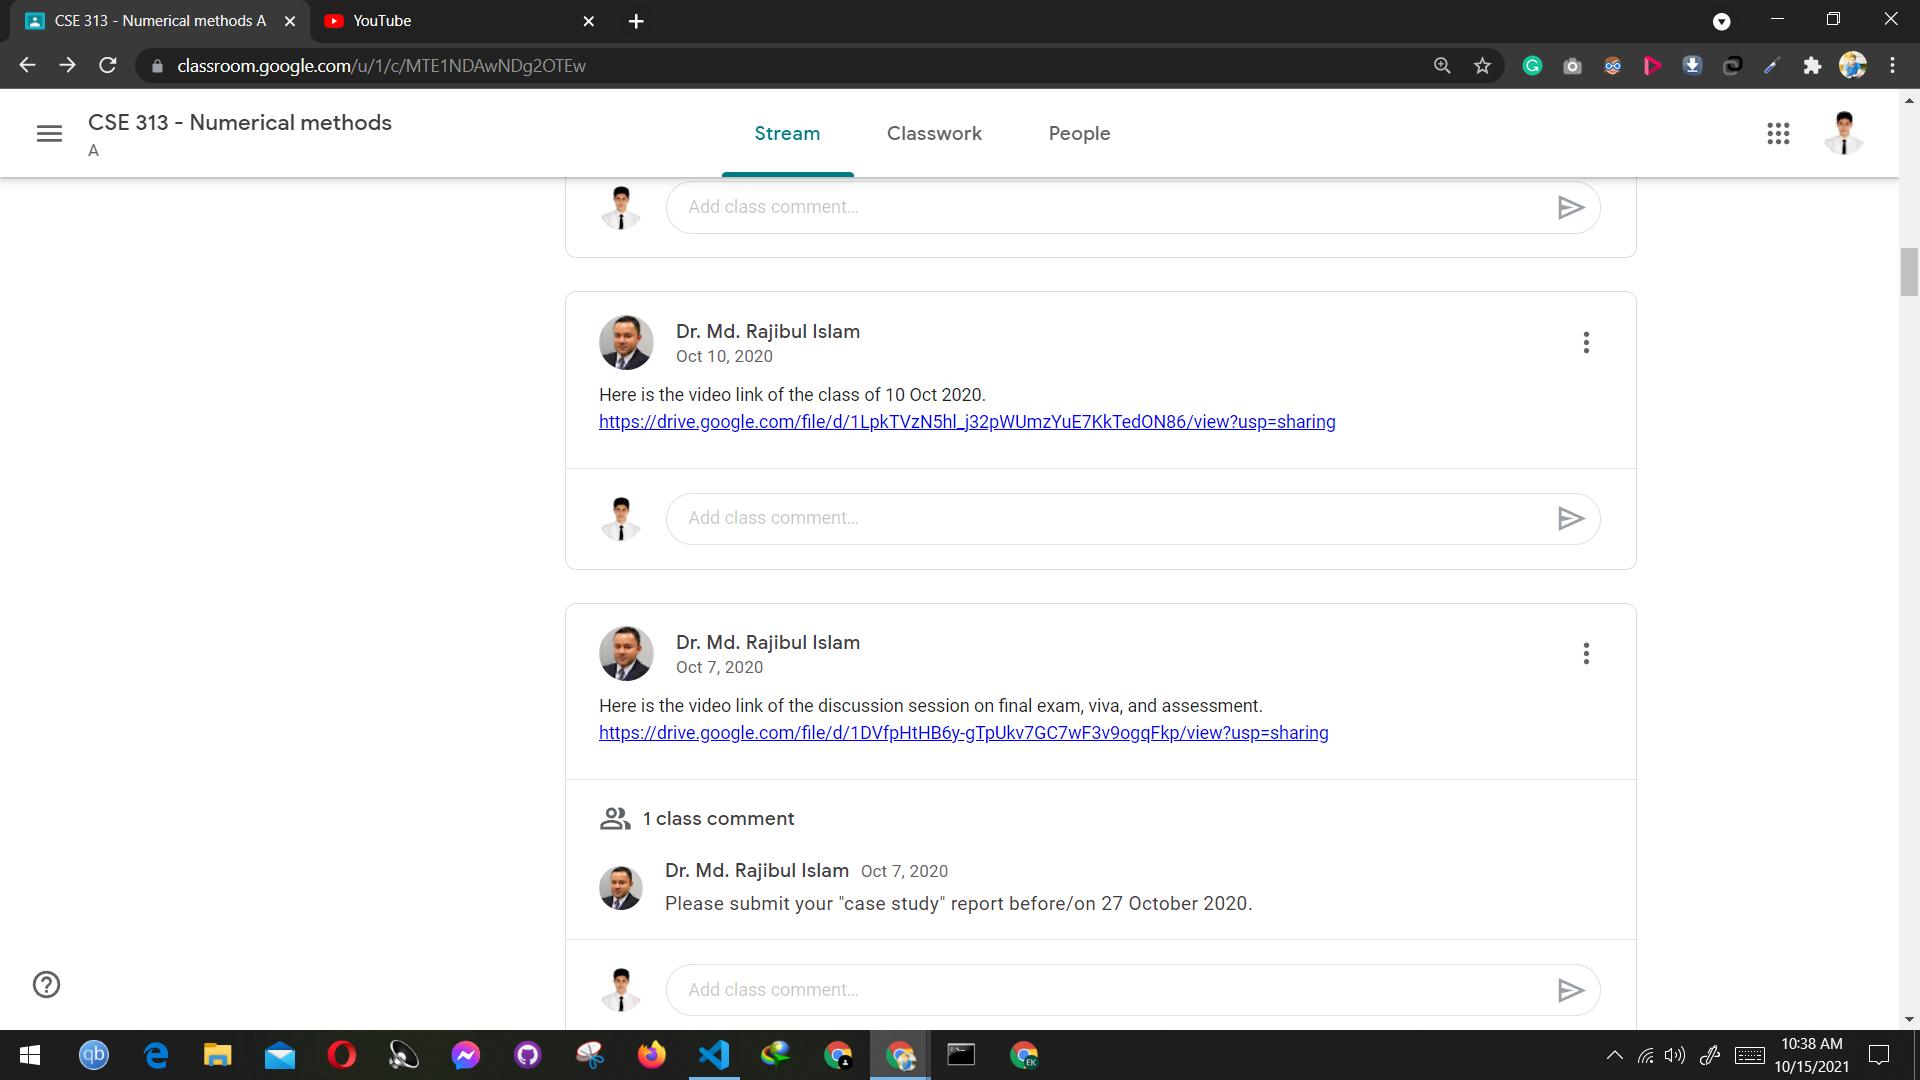 CSE 313 - Numerical methods A
YouTube
classroom.google.com/u/1/c/MTE1NDAwNDg2OTEw
CSE 313 - Numerical methods
A
Stream
Classwork
People
Add class comment...
Dr. Md. Rajibul Islam
Oct 10, 2020
Here is the video link of the class of 10 Oct 2020.
https://drive.google.com/file/d/1LpkTVzN5hl_j32pWUmzYuE7KkTedON86/view?usp=sharing
Add class comment...
Dr. Md. Rajibul Islam
Oct 7, 2020
Here is the video link of the discussion session on final exam, viva, and assessment.
https://drive.google.com/file/d/1DVfpHtHB6y-gTpUkv7GC7wF3v9ogqFkp/view?usp=sharing
1 class comment
Dr. Md. Rajibul Islam Oct 7, 2020
Please submit your "case study" report before/on 27 October 2020.
Add class comment...
qb
EK
10:38 AM
10/15/2021